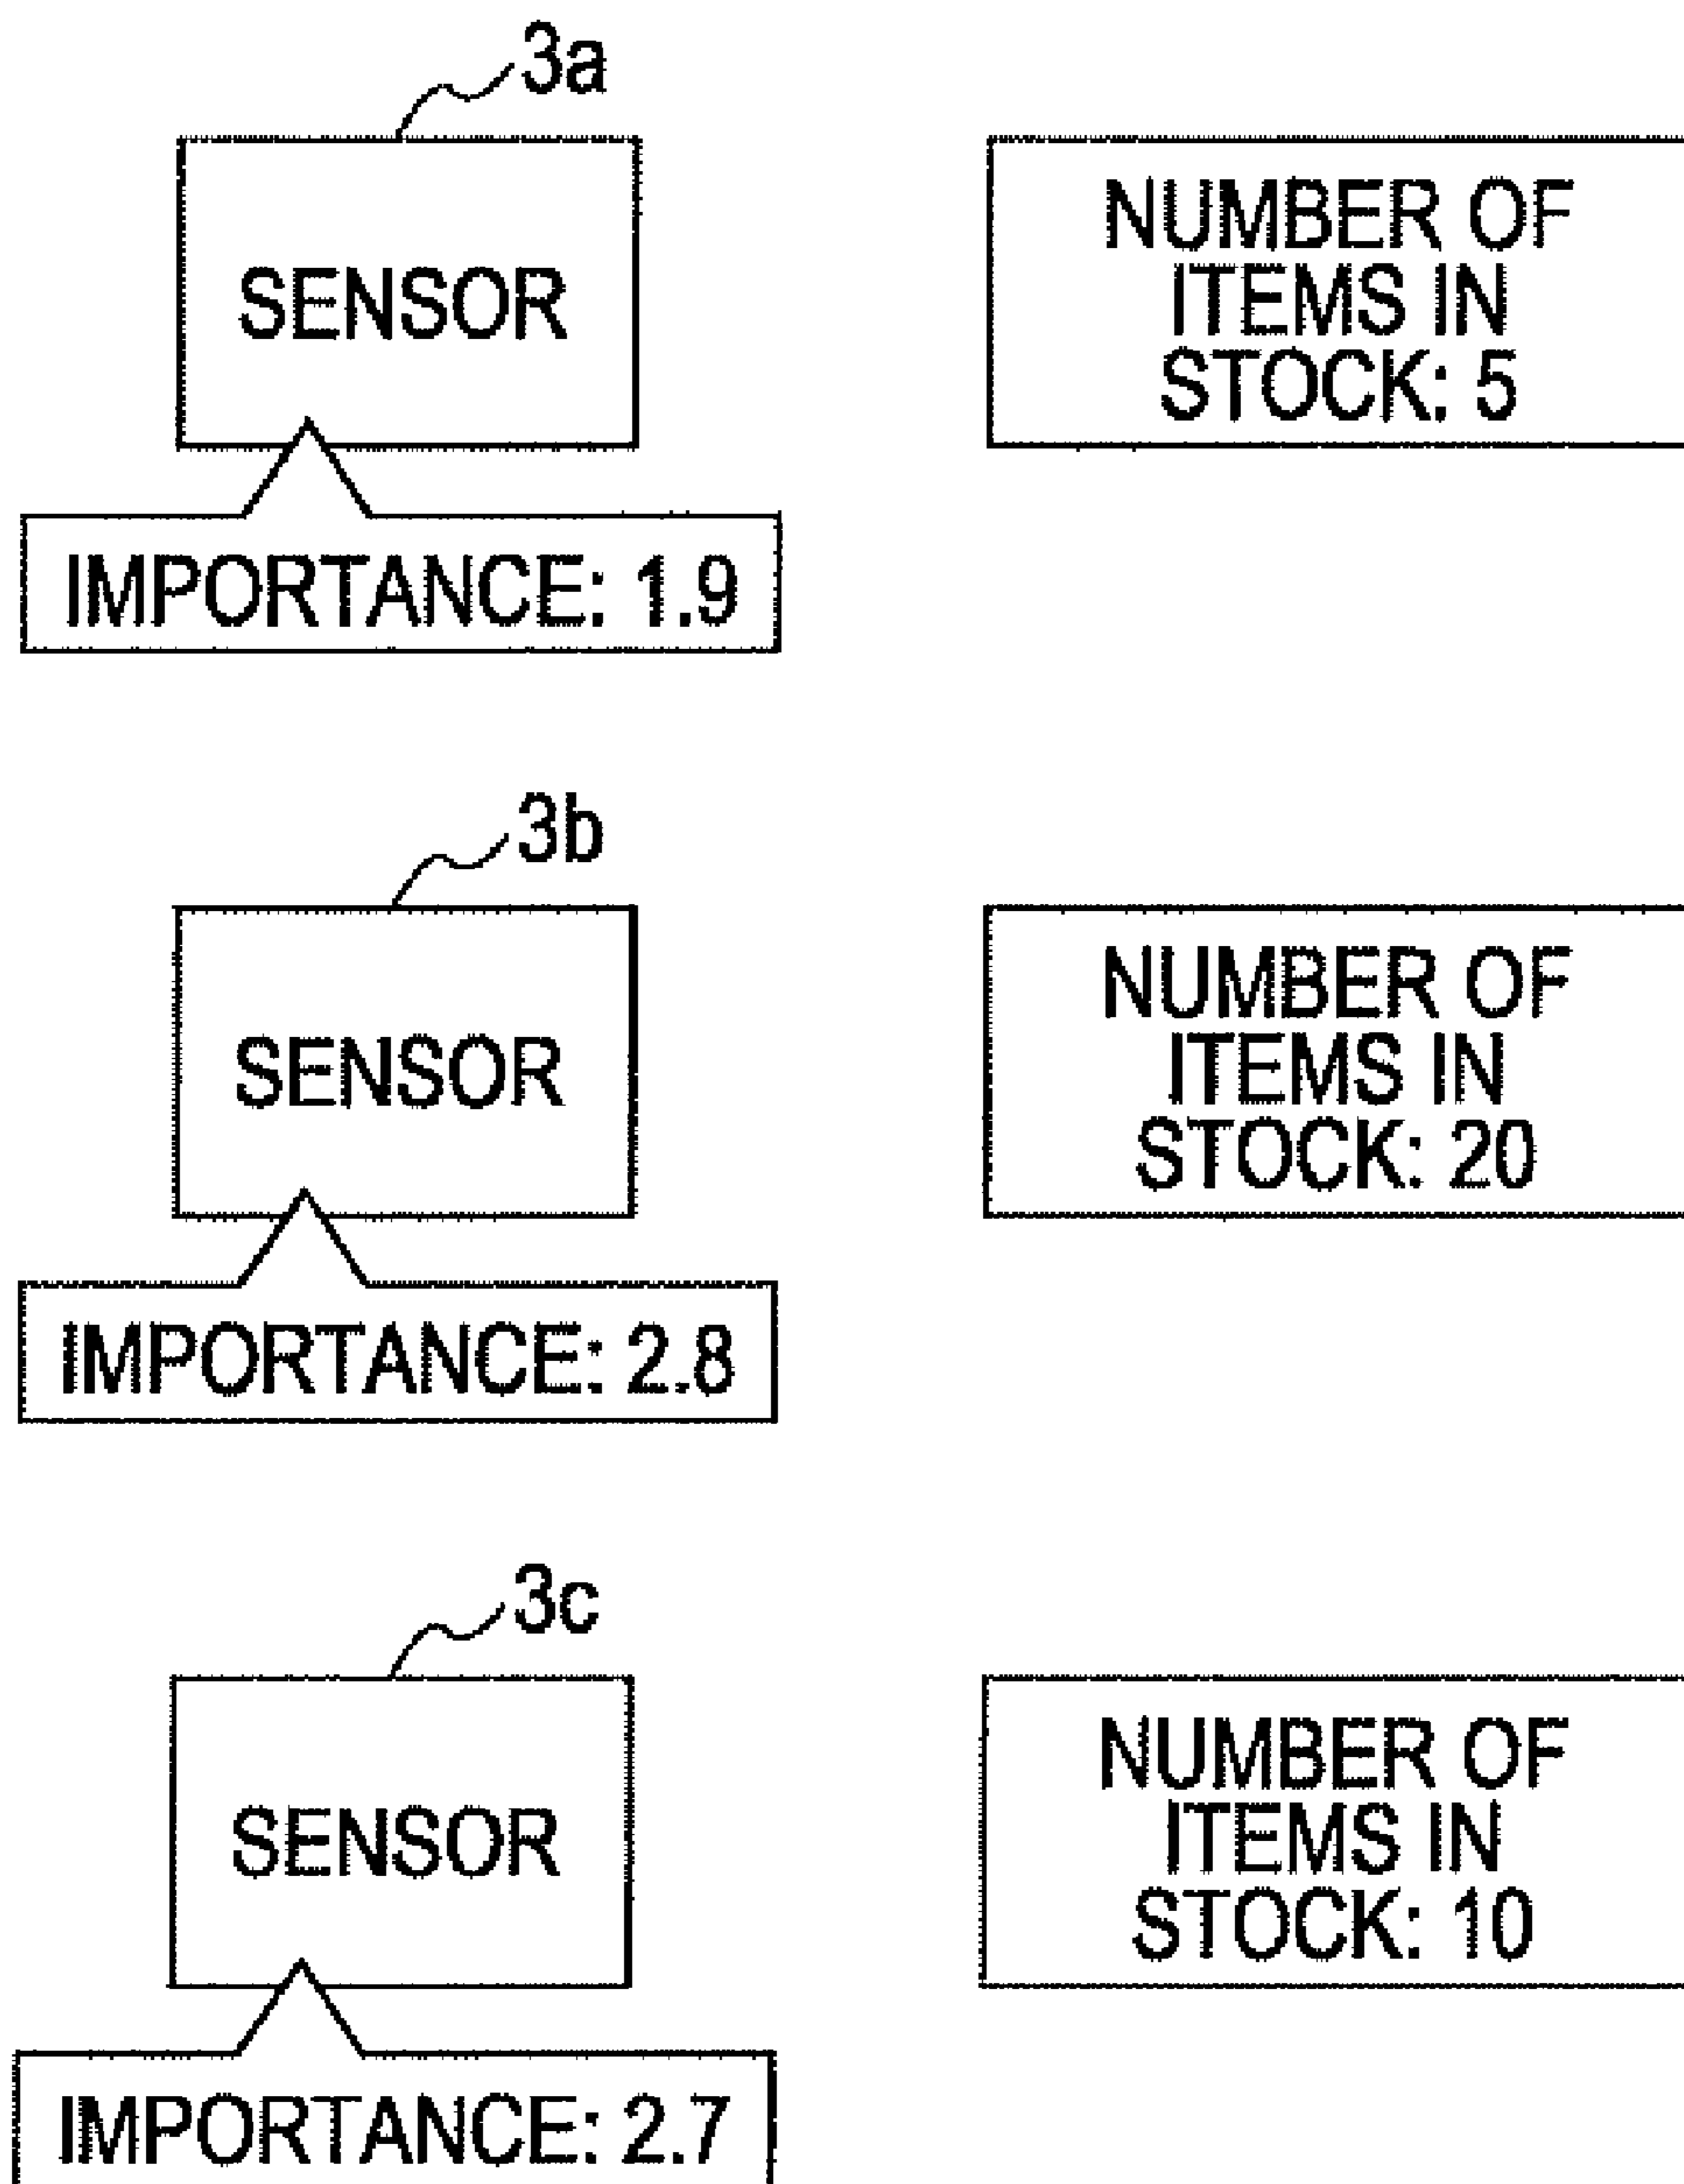 3a
SENSOR
IMPORTANCE: 1.9
NUMBER OF
ITEMS IN
STOCK: 5
3b
SENSOR
IMPORTANCE: 2.8
NUMBER OF
ITEMS IN
STOCK: 20
3c
SENSOR
IMPORTANCE: 2.7
NUMBER OF
ITEMS IN
STOCK: 10